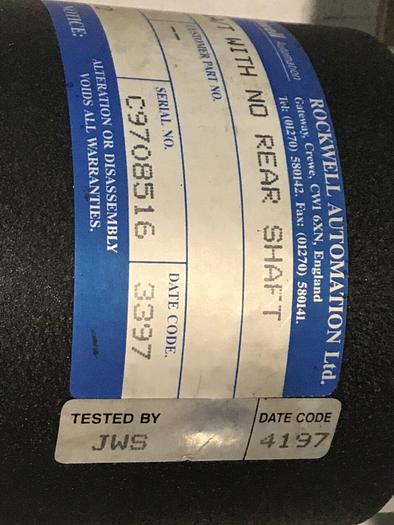 Automation
ROCKWELL AUTOMATION Ltd.
Gateway, Crewe, CW1 6XN, England
Tel: (01270) 580142. Fax: (01270) 580141.
WITH NO REAR SHAFT
CUSTOMER PART NO.
-
SERIAL NO.
C9708516
DATE CODE.
3397
NOTICE:
ALTERATION OR DISASSEMBLY
VOIDS ALL WARRANTIES.
TESTED BY
JWS
DATE CODE
4197